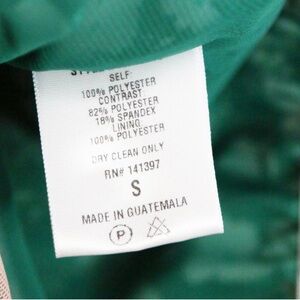 SELF
100% POLYESTER
CONTRAST
82% POLYESTER
18% SPANDEX
LINING
100% POLYESTER
DRY CLEAN ONLY
RN# 141397
S
MADE IN GUATEMALA
P